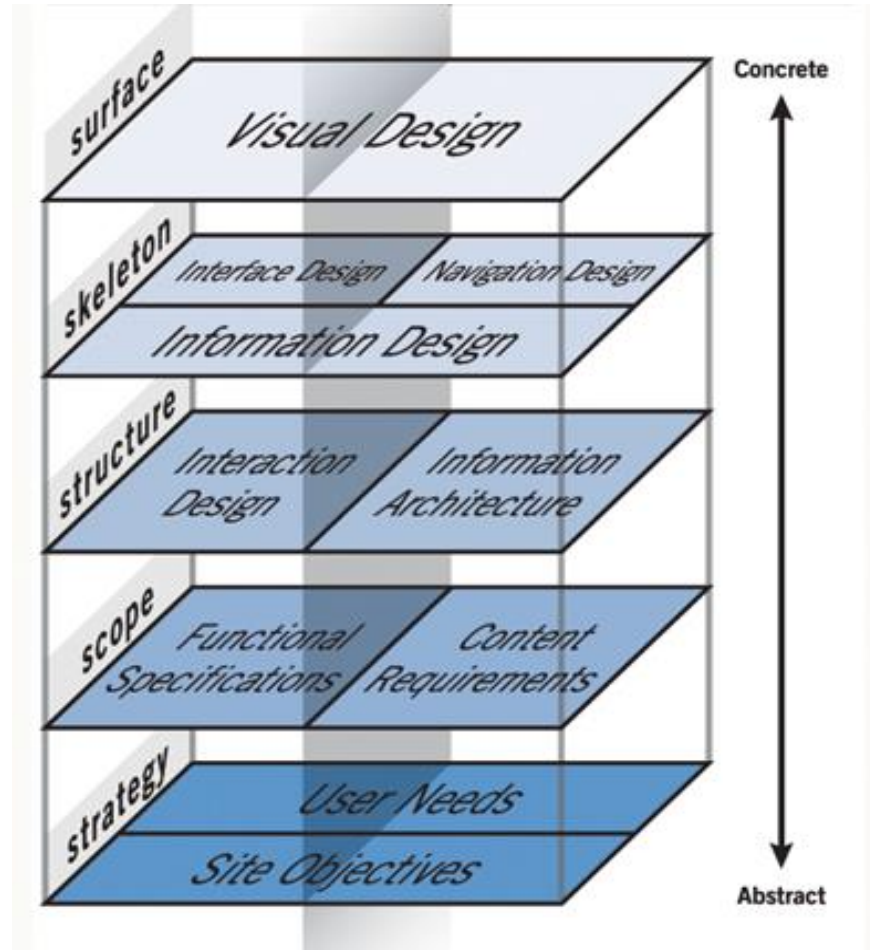 surface
Visual Design
Concrete
skeleton
Interface Design
Navigation Design
Information Design
structure
Interaction
Design
Information
Architecture
scope
Functional
Specifications
Content
Requirements
strategy
User Needs
Site Objectives
Abstract